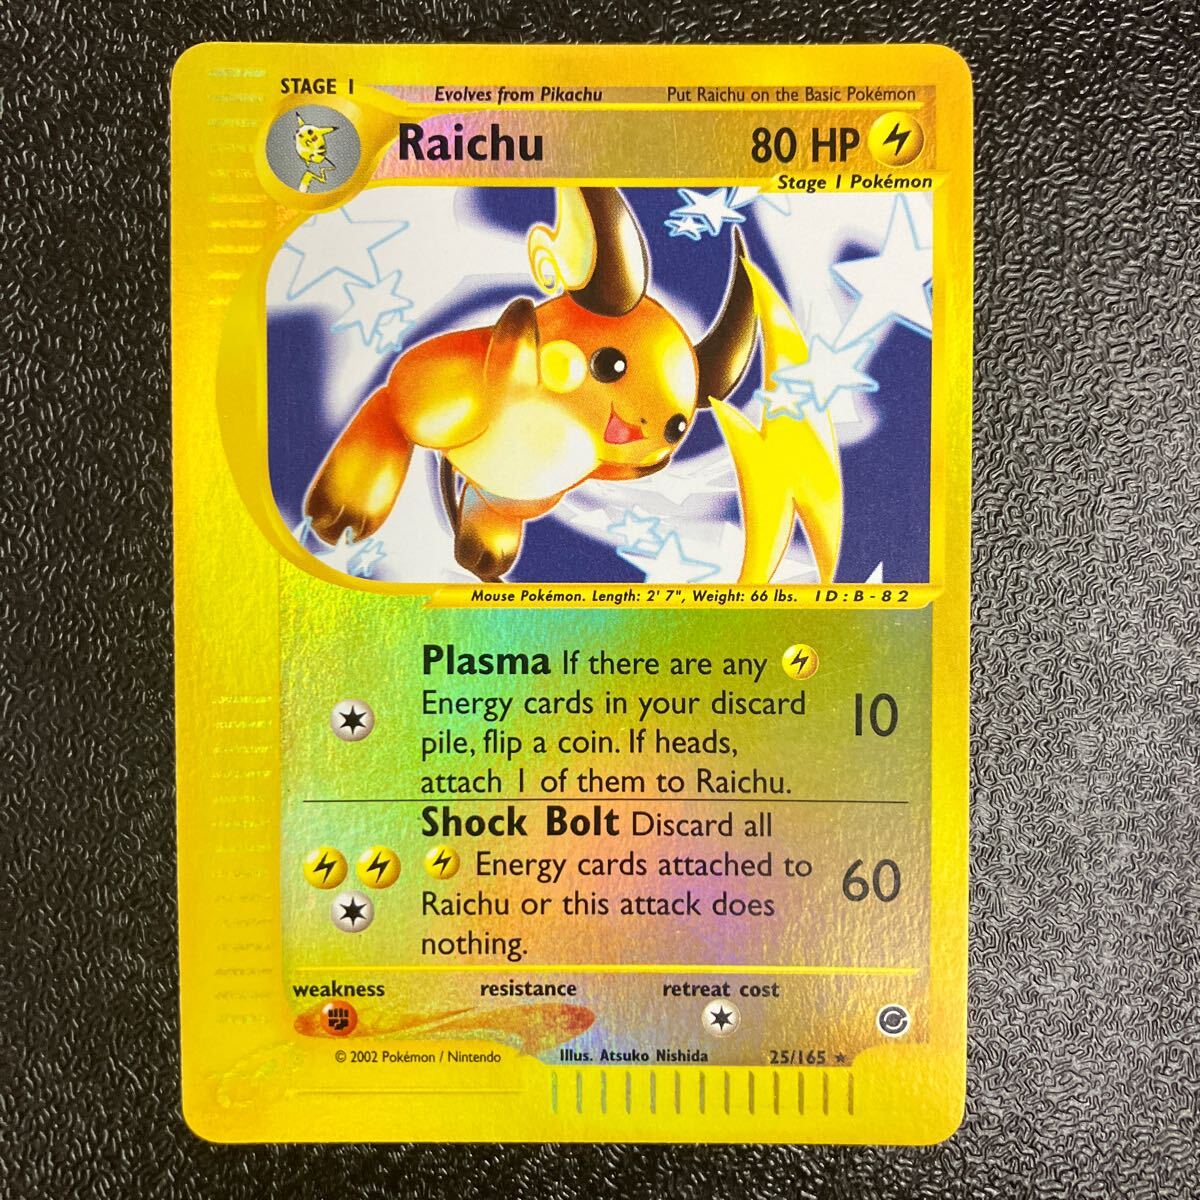 STAGE 1
Evolves from Pikachu
Put Raichu on the Basic Pokémon
Raichu
80 HP
Stage 1 Pokémon
Mouse Pokémon. Length: 2' 7", Weight: 66 lbs. ID:B-82
Plasma If there are any
Energy cards in your discard
pile, flip a coin. If heads,
attach 1 of them to Raichu.
10
Shock Bolt Discard all
Energy cards attached to
Raichu or this attack does
nothing.
60
weakness
resistance
retreat cost
© 2002 Pokémon / Nintendo
Illus. Atsuko Nishida
25/165 ★